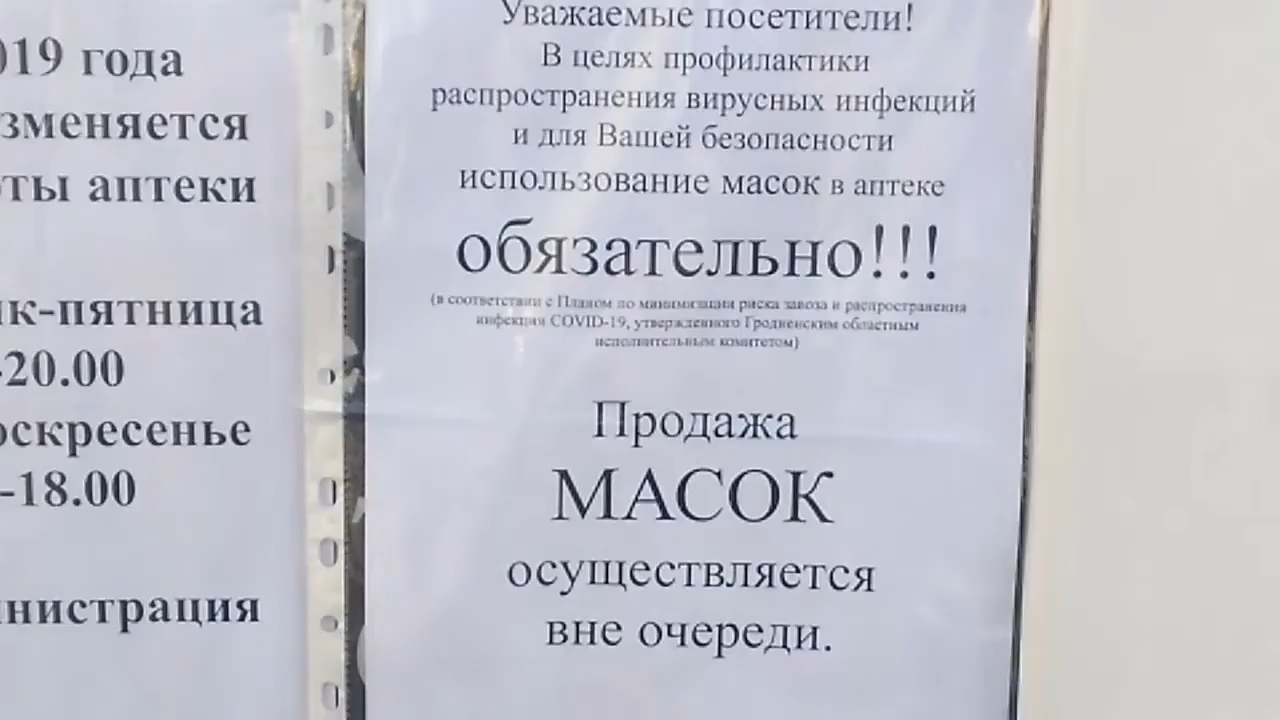 019 года
зменяется
ты аптеки
к-пятница
-20.00
оскресенье
-18.00
нистрация
Уважаемые посетители!
В целях профилактики
распространения вирусных инфекций
и для Вашей безопасности
использование масок в аптеке
обязательно!!!
(в соответствии с Планом по минимизации риска завоза и распространения
инфекции COVID-19, утвержденного Гродненским областным
исполнительным комитетом)
Продажа
МАСОК
осуществляется
вне очереди.